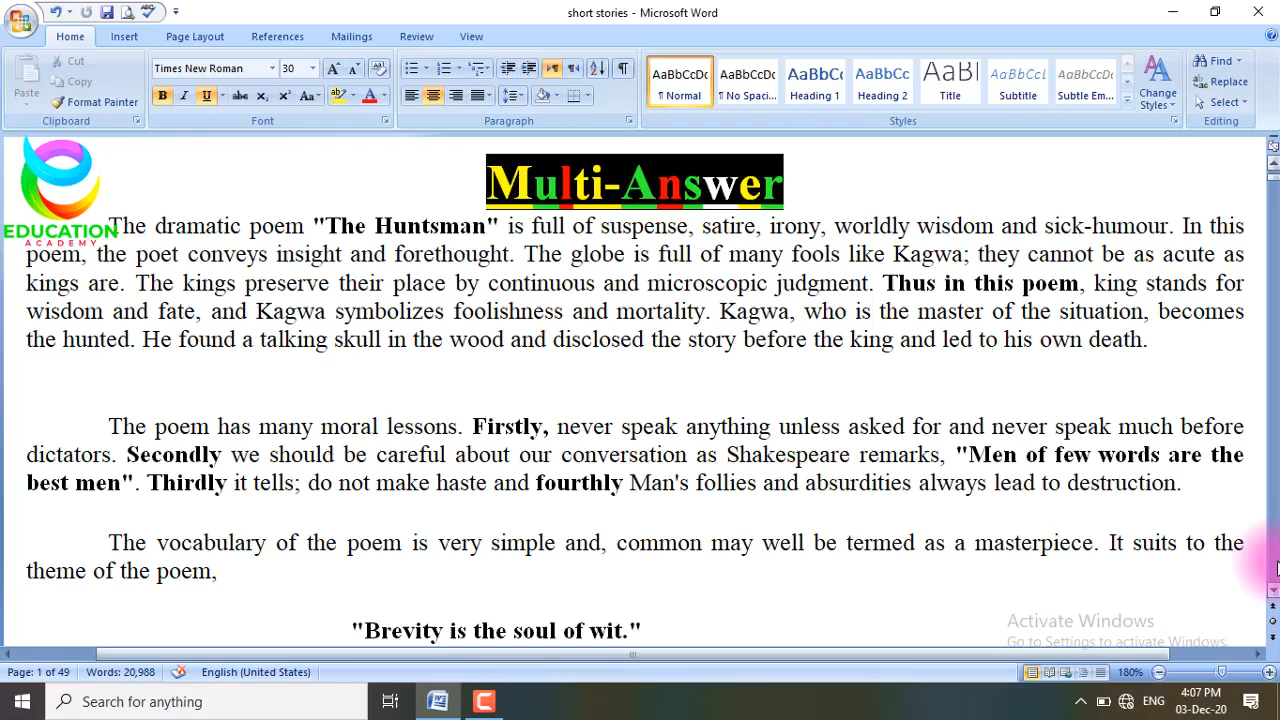 short stories - Microsoft Word
Home Insert Page Layout References Mailings Review View
Paste
Cut
Copy
Format Painter
Clipboard
Times New Roman 30
Font
Paragraph
AaBbCcDc AaBbCcDc AaBbC AaBbCc AaBl AaBbCcL AaBbCcDc
¶ Normal ¶ No Spaci... Heading 1 Heading 2 Title Subtitle Subtle Em...
Change Styles
Styles
Find
Replace
Select
Editing
EDUCATION
ACADEMY
Multi-Answer
The dramatic poem "The Huntsman" is full of suspense, satire, irony, worldly wisdom and sick-humour. In this
poem, the poet conveys insight and forethought. The globe is full of many fools like Kagwa; they cannot be as acute as
kings are. The kings preserve their place by continuous and microscopic judgment. Thus in this poem, king stands for
wisdom and fate, and Kagwa symbolizes foolishness and mortality. Kagwa, who is the master of the situation, becomes
the hunted. He found a talking skull in the wood and disclosed the story before the king and led to his own death.
The poem has many moral lessons. Firstly, never speak anything unless asked for and never speak much before
dictators. Secondly we should be careful about our conversation as Shakespeare remarks, "Men of few words are the
best men". Thirdly it tells; do not make haste and fourthly Man's follies and absurdities always lead to destruction.
The vocabulary of the poem is very simple and, common may well be termed as a masterpiece. It suits to the
theme of the poem,
"Brevity is the soul of wit."
Activate Windows
Go to Settings to activate Windows.
Page: 1 of 49 Words: 20,988 English (United States) 180%
Search for anything
ENG
4:07 PM
03-Dec-20